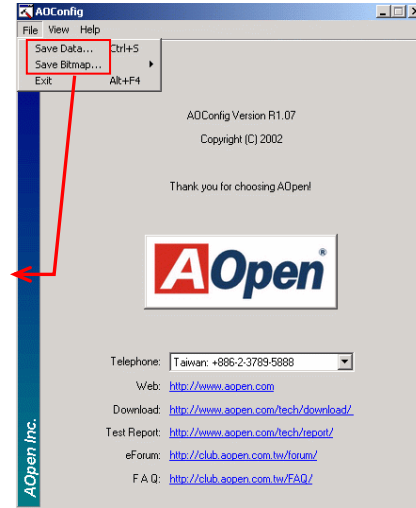 AOConfig
File View Help
Save Data... Ctrl+S
Save Bitmap...
Exit Alt+F4
AOConfig Version R1.07
Copyright (C) 2002
Thank you for choosing AOpen!
AOpen®
Telephone: Taiwan: +886-2-3789-5888
Web: http://www.aopen.com
Download: http://www.aopen.com/tech/download/
Test Report: http://www.aopen.com/tech/report/
eForum: http://club.aopen.com.tw/forum/
F A Q: http://club.aopen.com.tw/FAQ/
AOpen Inc.